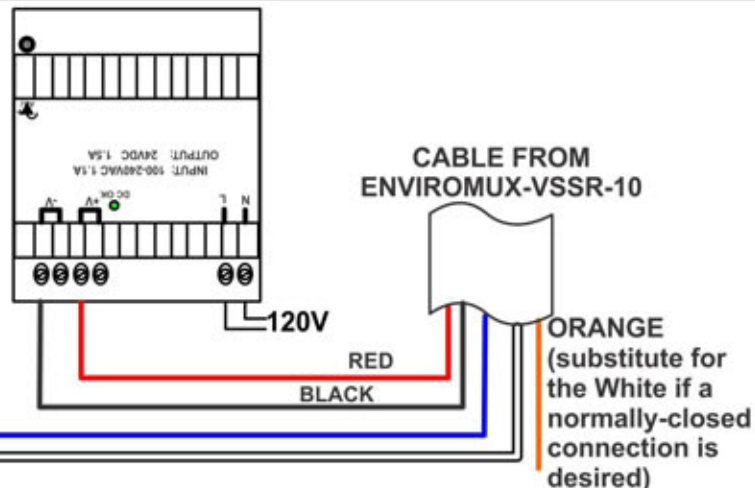 OUTPUT: 24VDC 1.5A
INPUT: 100-240VAC 1.1A
-V-
+V
DC OK
L
N
120V
CABLE FROM
ENVIROMUX-VSSR-10
RED
BLACK
ORANGE
(substitute for
the White if a
normally-closed
connection is
desired)